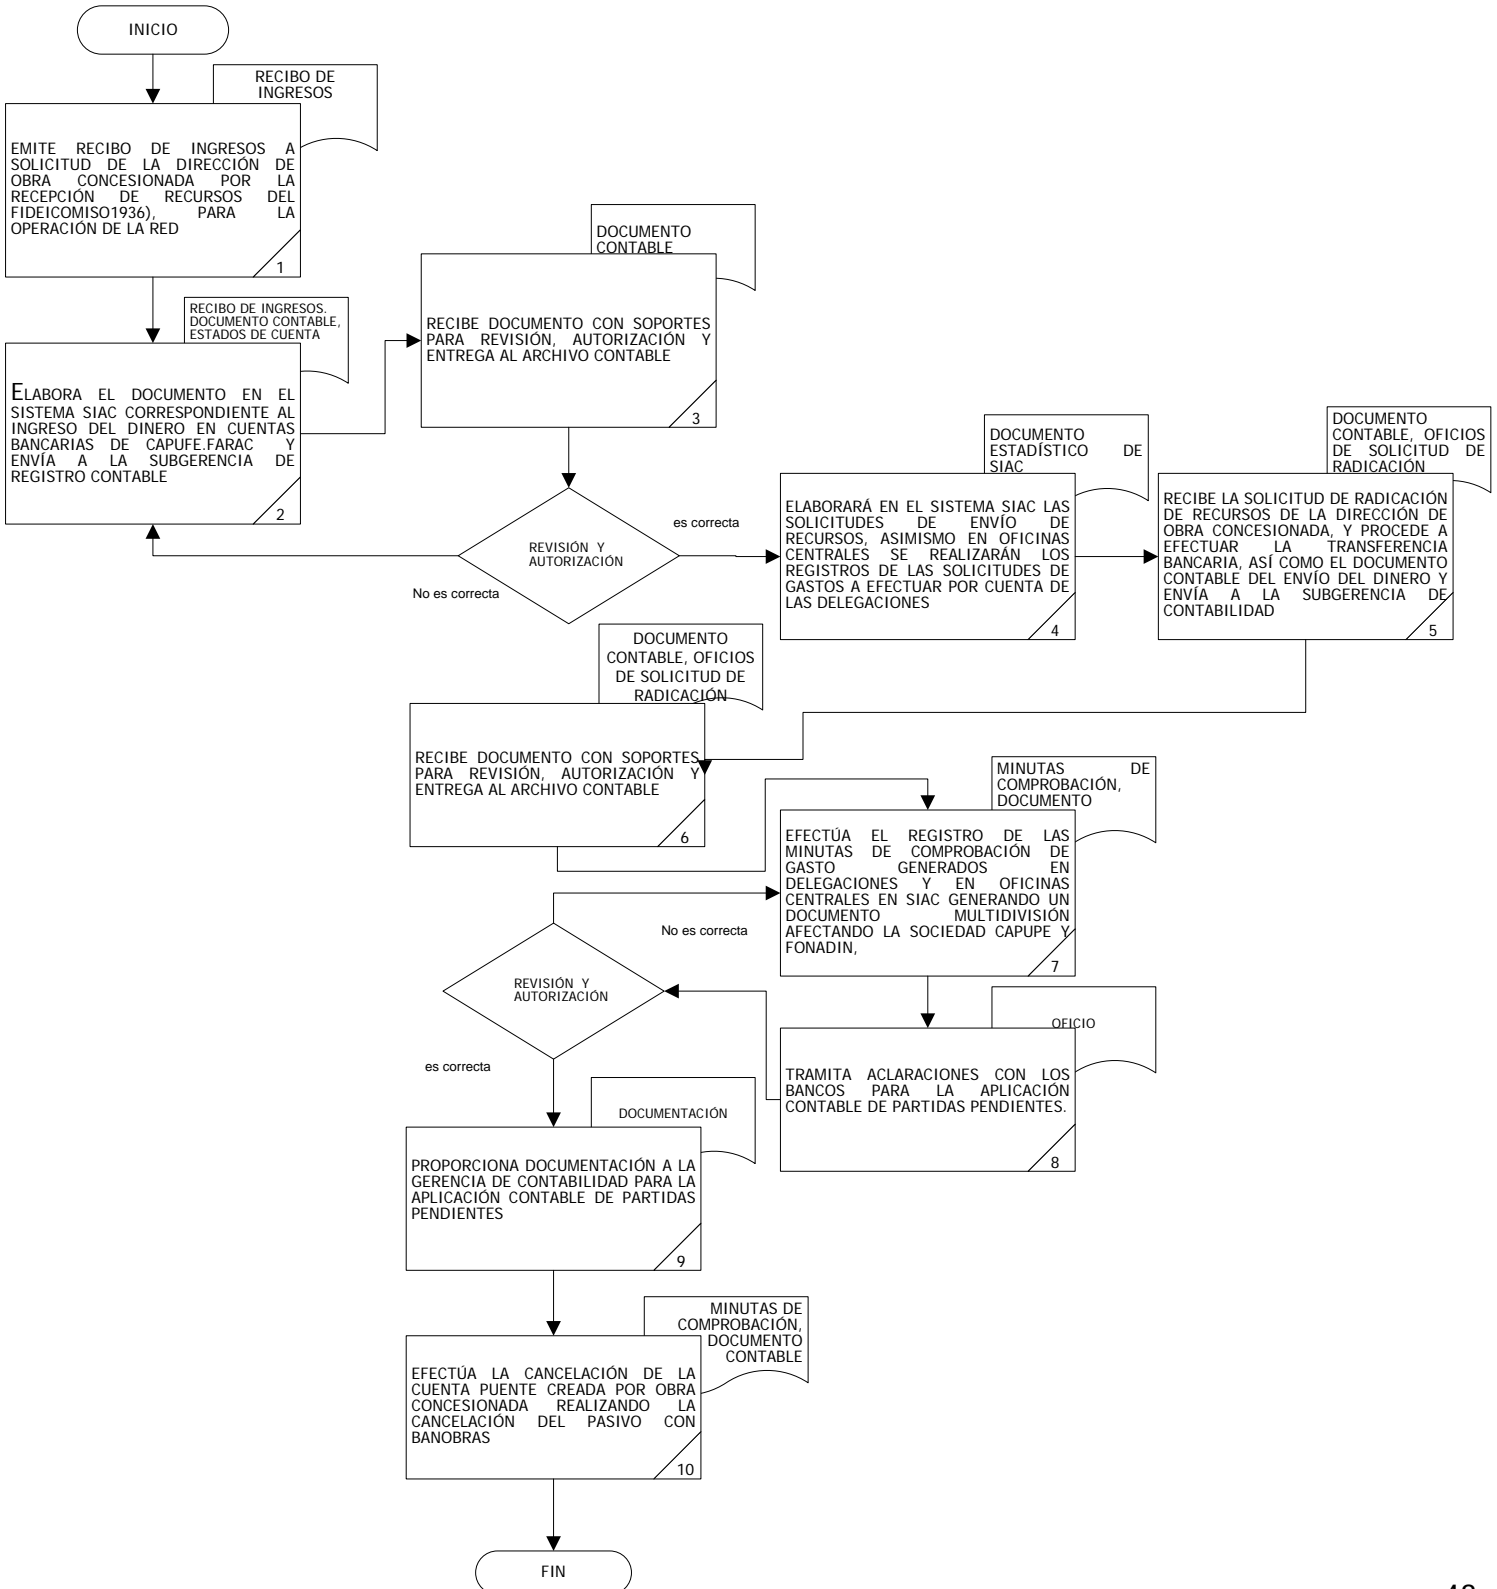 INICIO
RECIBO DE
INGRESOS
EMITE RECIBO DE INGRESOS A
SOLICITUD DE LA DIRECCIÓN DE
OBRA CONCESIONADA POR LA
RECEPCIÓN DE RECURSOS DEL
FIDEICOMISO1936), PARA LA
OPERACIÓN DE LA RED
1
RECIBO DE INGRESOS.
DOCUMENTO CONTABLE,
ESTADOS DE CUENTA
ELABORA EL DOCUMENTO EN EL
SISTEMA SIAC CORRESPONDIENTE AL
INGRESO DEL DINERO EN CUENTAS
BANCARIAS DE CAPUFE.FARAC Y
ENVÍA A LA SUBGERENCIA DE
REGISTRO CONTABLE
2
DOCUMENTO
CONTABLE
RECIBE DOCUMENTO CON SOPORTES
PARA REVISIÓN, AUTORIZACIÓN Y
ENTREGA AL ARCHIVO CONTABLE
3
REVISIÓN Y
AUTORIZACIÓN
es correcta
No es correcta
DOCUMENTO
ESTADÍSTICO DE
SIAC
ELABORARÁ EN EL SISTEMA SIAC LAS
SOLICITUDES DE ENVÍO DE
RECURSOS, ASIMISMO EN OFICINAS
CENTRALES SE REALIZARÁN LOS
REGISTROS DE LAS SOLICITUDES DE
GASTOS A EFECTUAR POR CUENTA DE
LAS DELEGACIONES
4
DOCUMENTO
CONTABLE, OFICIOS
DE SOLICITUD DE
RADICACIÓN
RECIBE LA SOLICITUD DE RADICACIÓN
DE RECURSOS DE LA DIRECCIÓN DE
OBRA CONCESIONADA, Y PROCEDE A
EFECTUAR LA TRANSFERENCIA
BANCARIA, ASÍ COMO EL DOCUMENTO
CONTABLE DEL ENVÍO DEL DINERO Y
ENVÍA A LA SUBGERENCIA DE
CONTABILIDAD
5
DOCUMENTO
CONTABLE, OFICIOS
DE SOLICITUD DE
RADICACIÓN
RECIBE DOCUMENTO CON SOPORTES
PARA REVISIÓN, AUTORIZACIÓN Y
ENTREGA AL ARCHIVO CONTABLE
6
MINUTAS DE
COMPROBACIÓN,
DOCUMENTO
EFECTÚA EL REGISTRO DE LAS
MINUTAS DE COMPROBACIÓN DE
GASTO GENERADOS EN
DELEGACIONES Y EN OFICINAS
CENTRALES EN SIAC GENERANDO UN
DOCUMENTO MULTIDIVISIÓN
AFECTANDO LA SOCIEDAD CAPUPE Y
FONADIN,
7
No es correcta
REVISIÓN Y
AUTORIZACIÓN
es correcta
OFICIO
TRAMITA ACLARACIONES CON LOS
BANCOS PARA LA APLICACIÓN
CONTABLE DE PARTIDAS PENDIENTES.
8
DOCUMENTACIÓN
PROPORCIONA DOCUMENTACIÓN A LA
GERENCIA DE CONTABILIDAD PARA LA
APLICACIÓN CONTABLE DE PARTIDAS
PENDIENTES
9
MINUTAS DE
COMPROBACIÓN,
DOCUMENTO
CONTABLE
EFECTÚA LA CANCELACIÓN DE LA
CUENTA PUENTE CREADA POR OBRA
CONCESIONADA REALIZANDO LA
CANCELACIÓN DEL PASIVO CON
BANOBRAS
10
FIN